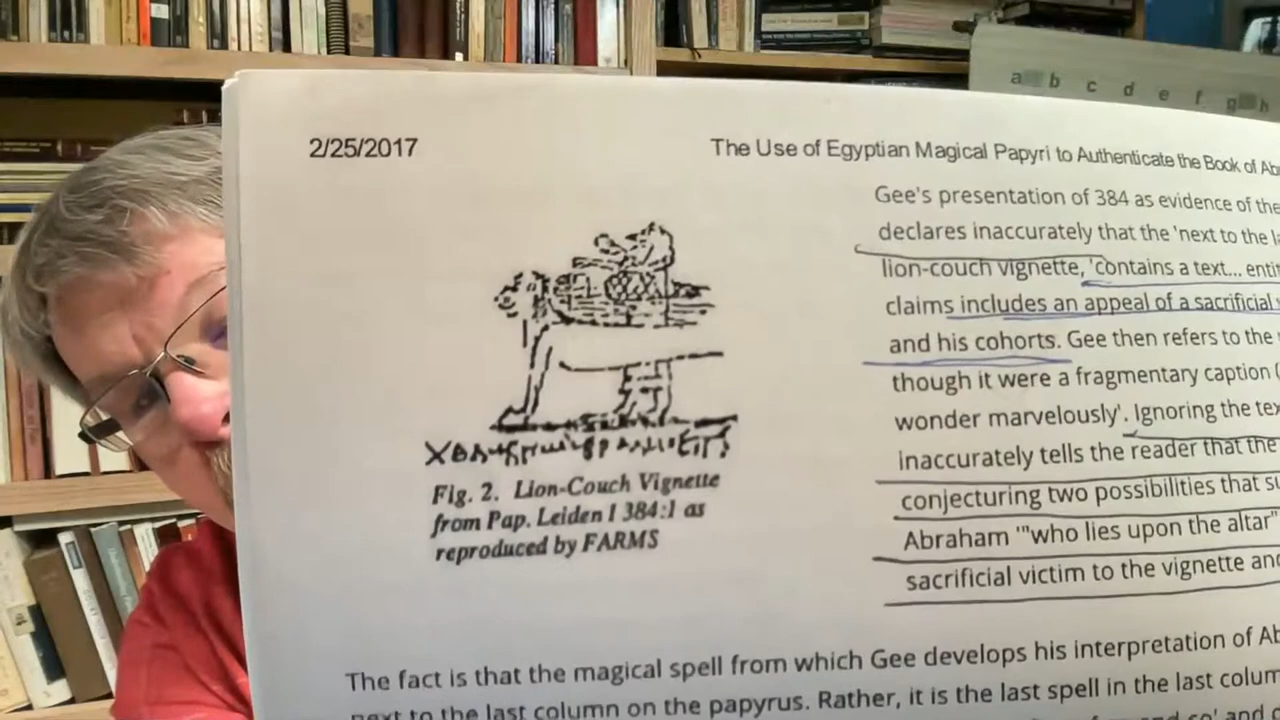 a b c d e f g h
2/25/2017
The Use of Egyptian Magical Papyri to Authenticate the Book of Ab
Gee's presentation of 384 as evidence of the
declares inaccurately that the 'next to the la
lion-couch vignette, 'contains a text... enti
claims includes an appeal of a sacrificial
and his cohorts. Gee then refers to the
though it were a fragmentary caption (
wonder marvelously'. Ignoring the tex
inaccurately tells the reader that the
conjecturing two possibilities that su
Abraham '"who lies upon the altar"
sacrificial victim to the vignette and
Fig. 2. Lion-Couch Vignette
from Pap. Leiden I 384:1 as
reproduced by FARMS
The fact is that the magical spell from which Gee develops his interpretation of Ab
next to the last column on the papyrus. Rather, it is the last spell in the last colum
so' and